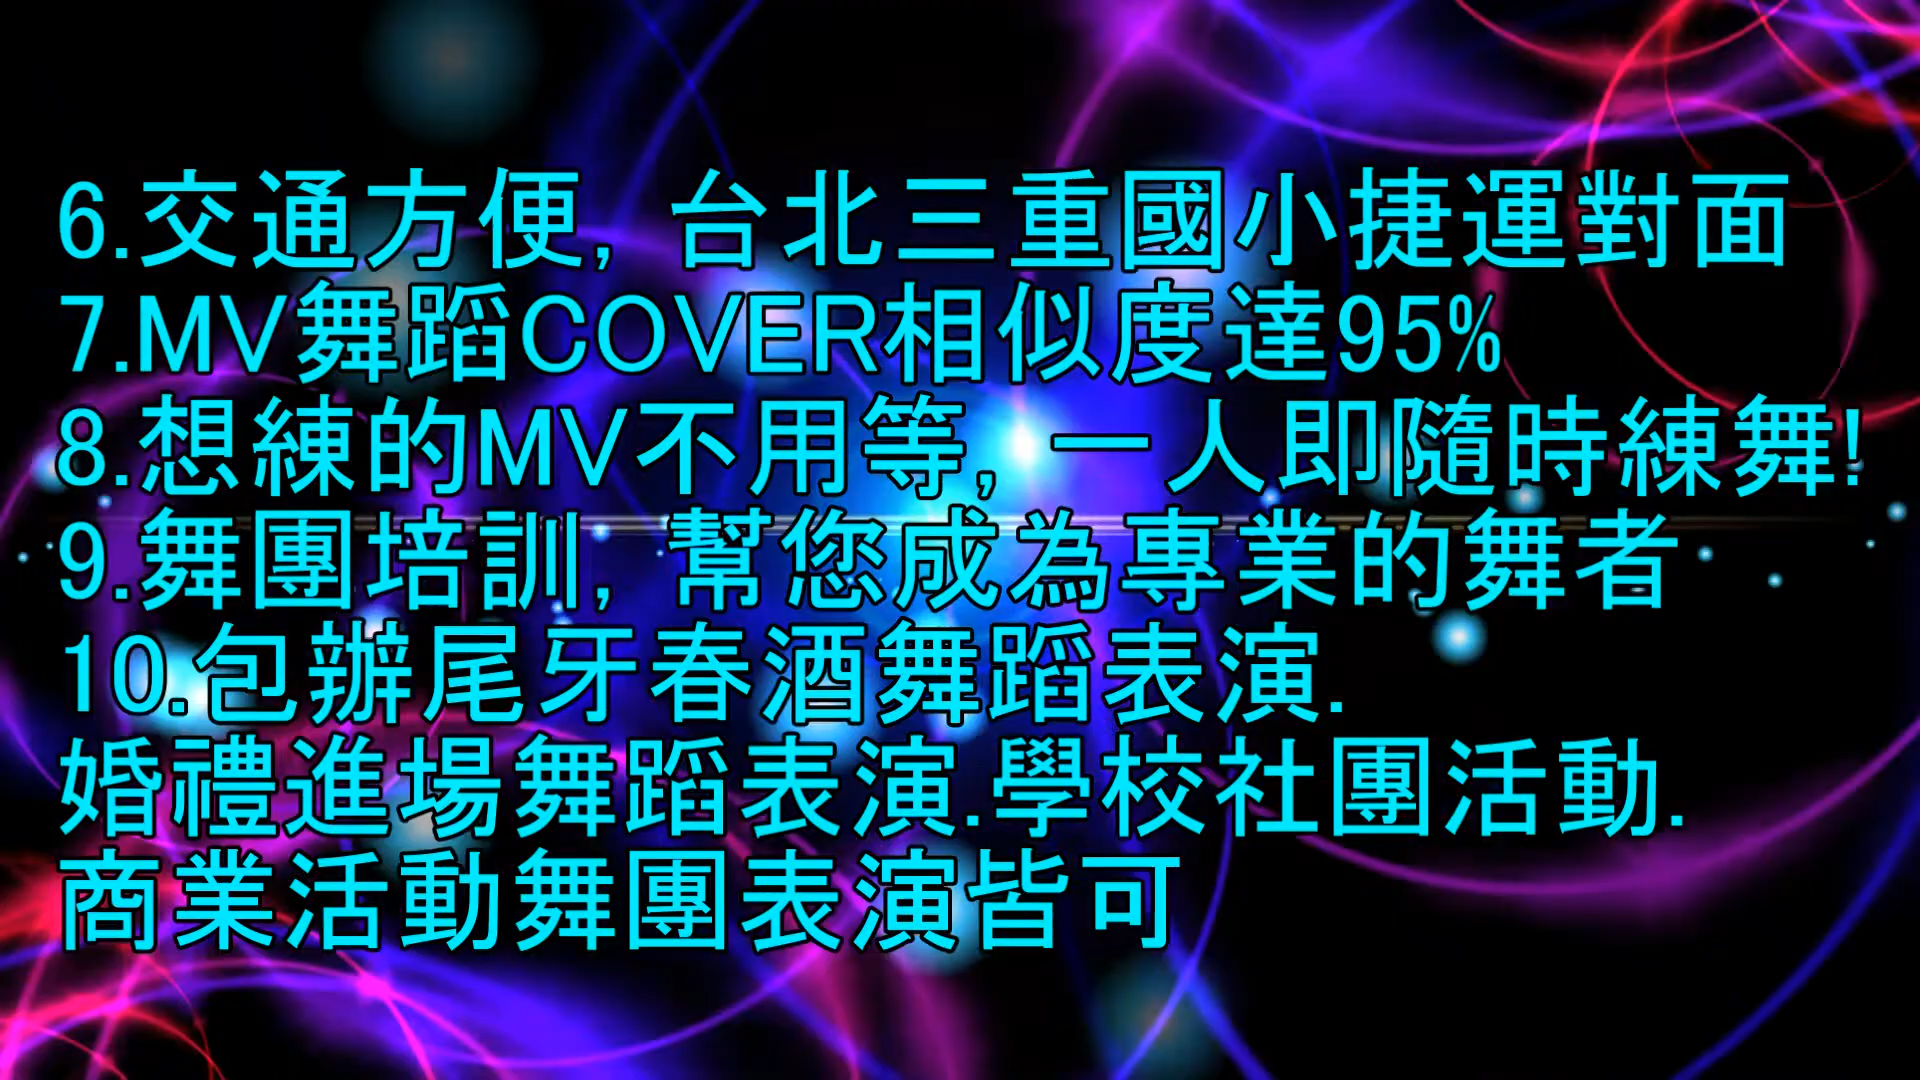 6.交通方便, 台北三重國小捷運對面
7.MV舞蹈COVER相似度達95%
8.想練的MV不用等, 一人即隨時練舞!
9.舞團培訓, 幫您成為專業的舞者
10.包辦尾牙春酒舞蹈表演.
婚禮進場舞蹈表演.學校社團活動.
商業活動舞團表演皆可